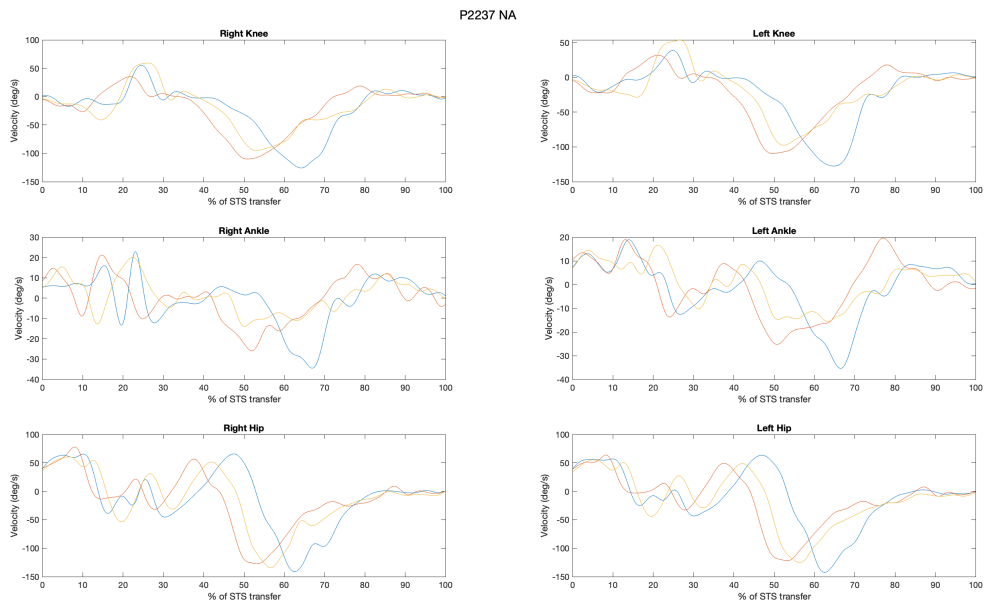 P2237 NA
Right Knee
Velocity (deg/s)
100
50
0
-50
-100
-150
0 10 20 30 40 50 60 70 80 90 100
% of STS transfer
Left Knee
Velocity (deg/s)
50
0
-50
-100
-150
0 10 20 30 40 50 60 70 80 90 100
% of STS transfer
Right Ankle
Velocity (deg/s)
30
20
10
0
-10
-20
-30
-40
0 10 20 30 40 50 60 70 80 90 100
% of STS transfer
Left Ankle
Velocity (deg/s)
20
10
0
-10
-20
-30
-40
0 10 20 30 40 50 60 70 80 90 100
% of STS transfer
Right Hip
Velocity (deg/s)
100
50
0
-50
-100
-150
0 10 20 30 40 50 60 70 80 90 100
% of STS transfer
Left Hip
Velocity (deg/s)
100
50
0
-50
-100
-150
0 10 20 30 40 50 60 70 80 90 100
% of STS transfer